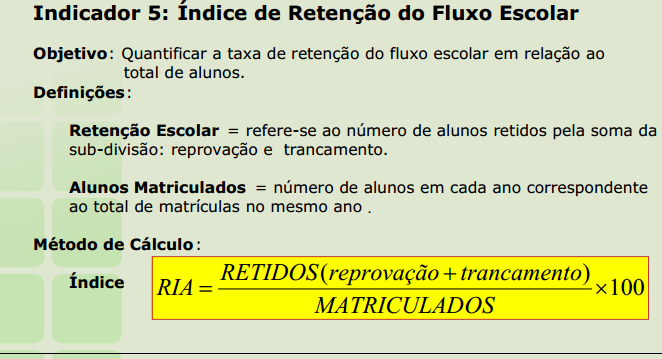 Indicador 5: Índice de Retenção do Fluxo Escolar
Objetivo: Quantificar a taxa de retenção do fluxo escolar em relação ao
total de alunos.
Definições:
Retenção Escolar = refere-se ao número de alunos retidos pela soma da
sub-divisão: reprovação e trancamento.
Alunos Matriculados = número de alunos em cada ano correspondente
ao total de matrículas no mesmo ano .
Método de Cálculo:
Índice
RIA = RETIDOS(reprovação + trancamento) / MATRICULADOS × 100